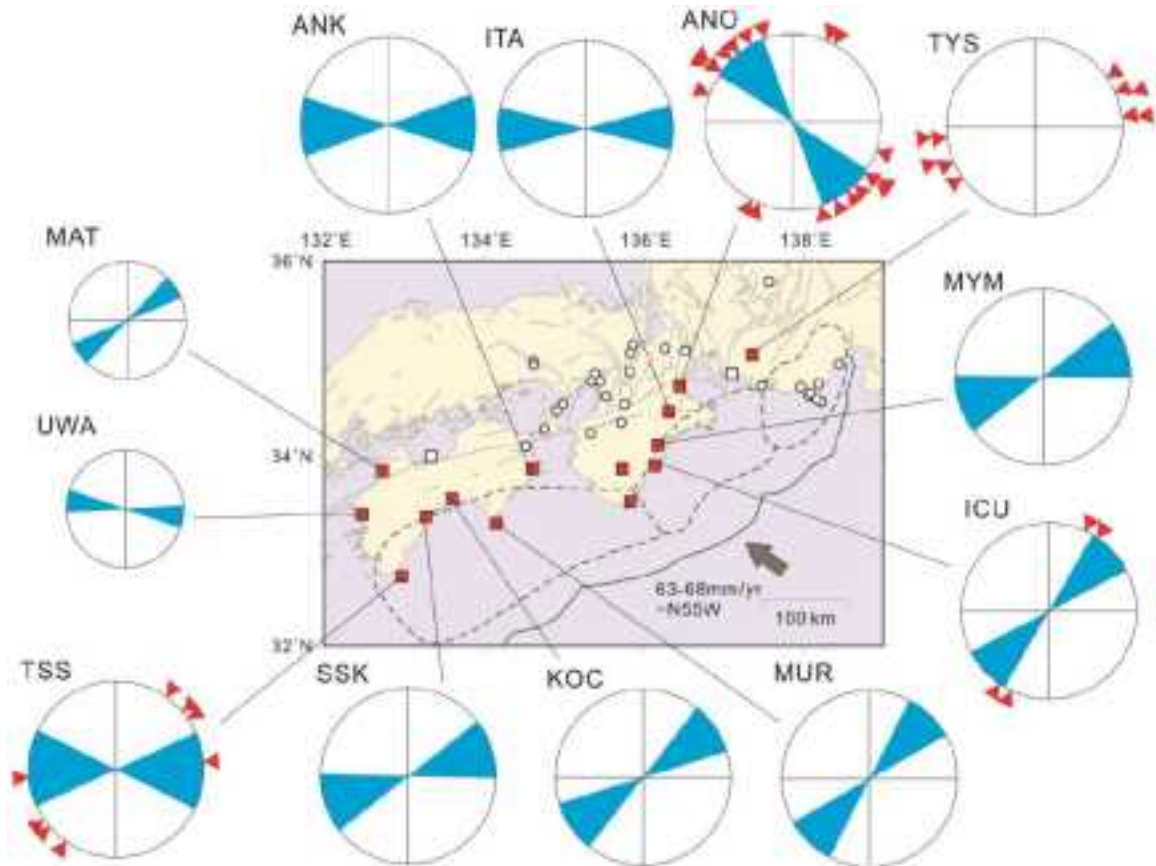 ANK
ITA
ANO
TYS
132°E 134°E 136°E 138°E
MAT
36°N
MYM
UWA
34°N
ICU
63-68mm/yr
~N55W
100 km
32°N
TSS
SSK
KOC
MUR